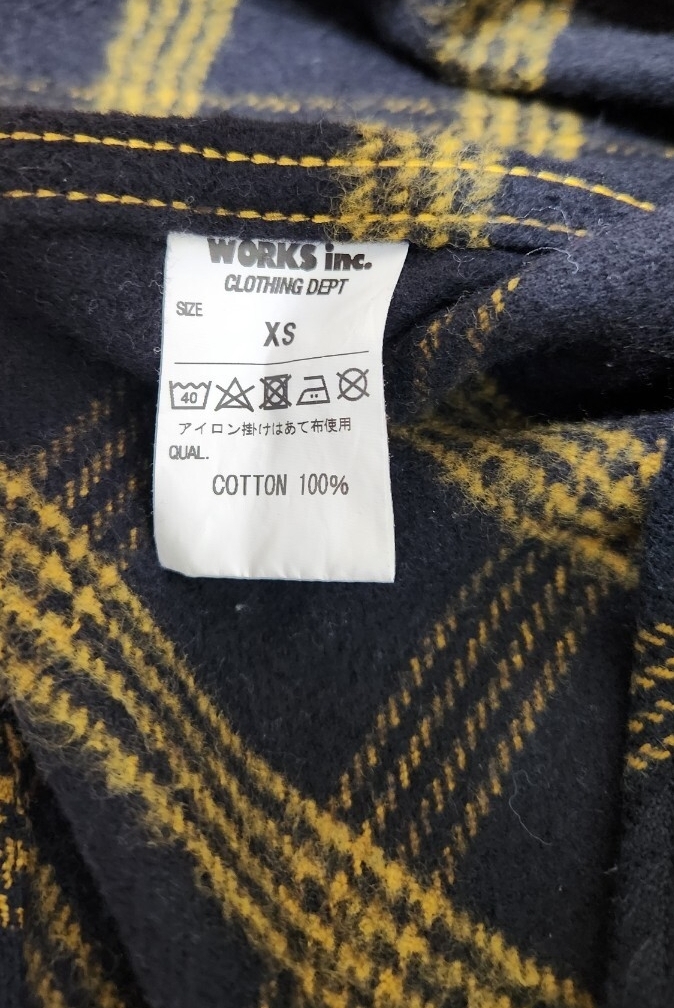 WORKS inc.
CLOTHING DEPT
SIZE
XS
40
アイロン掛けはあて布使用
QUAL.
COTTON 100%